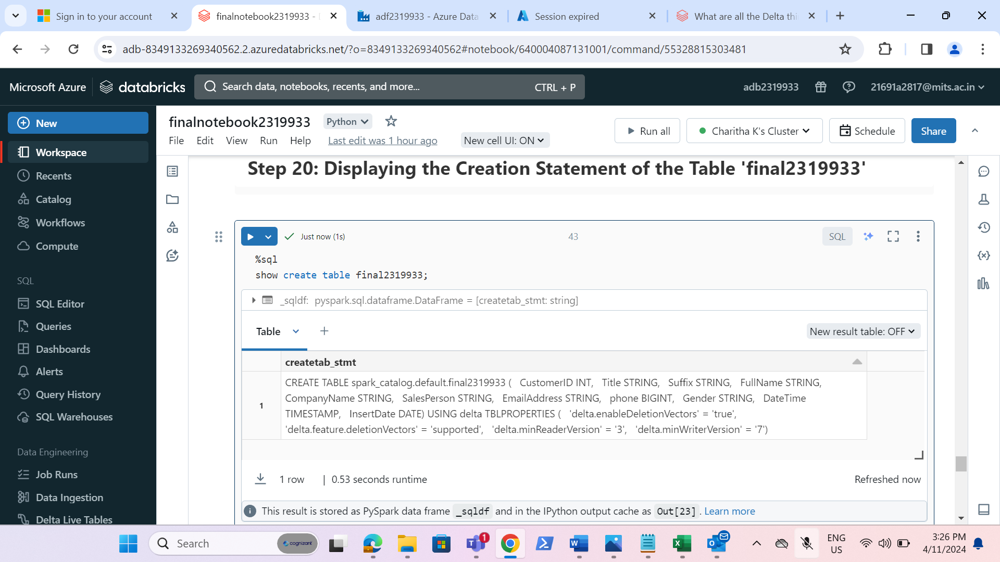 Sign in to your account
finalnotebook2319933 -
adf2319933 - Azure Data
Session expired
What are all the Delta thi
adb-8349133269340562.2.azuredatabricks.net/?o=8349133269340562#notebook/640004087131001/command/55328815303481
Microsoft Azure
databricks
Search data, notebooks, recents, and more...
CTRL + P
adb2319933
21691a2817@mits.ac.in
New
Workspace
Recents
Catalog
Workflows
Compute
SQL
SQL Editor
Queries
Dashboards
Alerts
Query History
SQL Warehouses
Data Engineering
Job Runs
Data Ingestion
Delta Live Tables
finalnotebook2319933
Python
File
Edit
View
Run
Help
Last edit was 1 hour ago
New cell UI: ON
Run all
Charitha K's Cluster
Schedule
Share
Step 20: Displaying the Creation Statement of the Table 'final2319933'
Just now (1s)
43
SQL
%sql
show create table final2319933;
_sqldf: pyspark.sql.dataframe.DataFrame = [createtab_stmt: string]
Table
New result table: OFF
createtab_stmt
1
CREATE TABLE spark_catalog.default.final2319933 ( CustomerID INT, Title STRING, Suffix STRING, FullName STRING,
CompanyName STRING, SalesPerson STRING, EmailAddress STRING, phone BIGINT, Gender STRING, DateTime
TIMESTAMP, InsertDate DATE) USING delta TBLPROPERTIES ( 'delta.enableDeletionVectors' = 'true',
'delta.feature.deletionVectors' = 'supported', 'delta.minReaderVersion' = '3', 'delta.minWriterVersion' = '7')
1 row | 0.53 seconds runtime
Refreshed now
This result is stored as PySpark data frame _sqldf and in the IPython output cache as Out[23]. Learn more
Search
cognizant
1
ENG
US
3:26 PM
4/11/2024